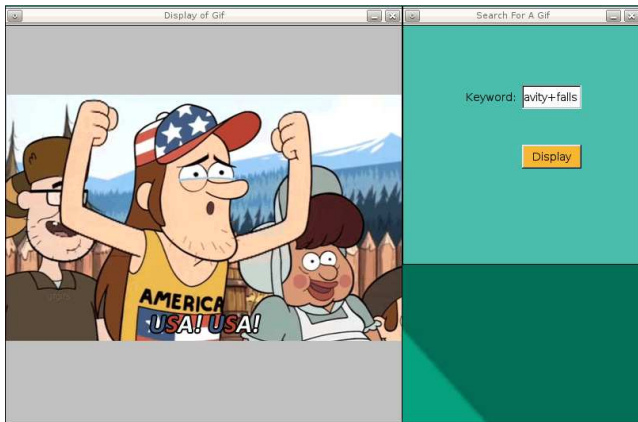 Display of Gif
AMERICA
USA! USA!
Search For A Gif
Keyword: avity+falls
Display